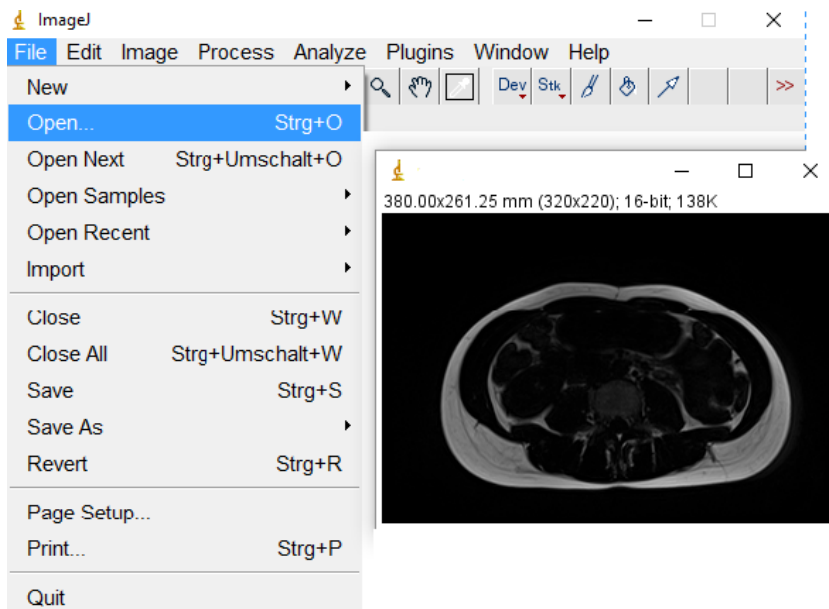 ImageJ
File Edit Image Process Analyze Plugins Window Help
Dev Stk >>
New
Open... Strg+O
Open Next Strg+Umschalt+O
Open Samples
Open Recent
Import
Close Strg+W
Close All Strg+Umschalt+W
Save Strg+S
Save As
Revert Strg+R
Page Setup...
Print... Strg+P
Quit
380.00x261.25 mm (320x220); 16-bit; 138K